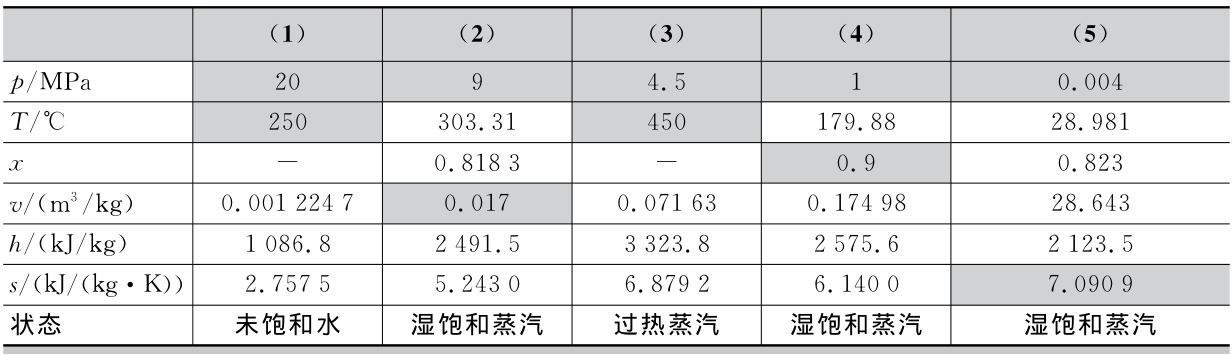 (1) (2) (3) (4) (5)
p/MPa 20 9 4.5 1 0.004
T/℃ 250 303.31 450 179.88 28.981
x — 0.818 3 — 0.9 0.823
v/(m³/kg) 0.001 224 7 0.017 0.071 63 0.174 98 28.643
h/(kJ/kg) 1 086.8 2 491.5 3 323.8 2 575.6 2 123.5
s/(kJ/(kg·K)) 2.757 5 5.243 0 6.879 2 6.140 0 7.090 9
状态 未饱和水 湿饱和蒸汽 过热蒸汽 湿饱和蒸汽 湿饱和蒸汽